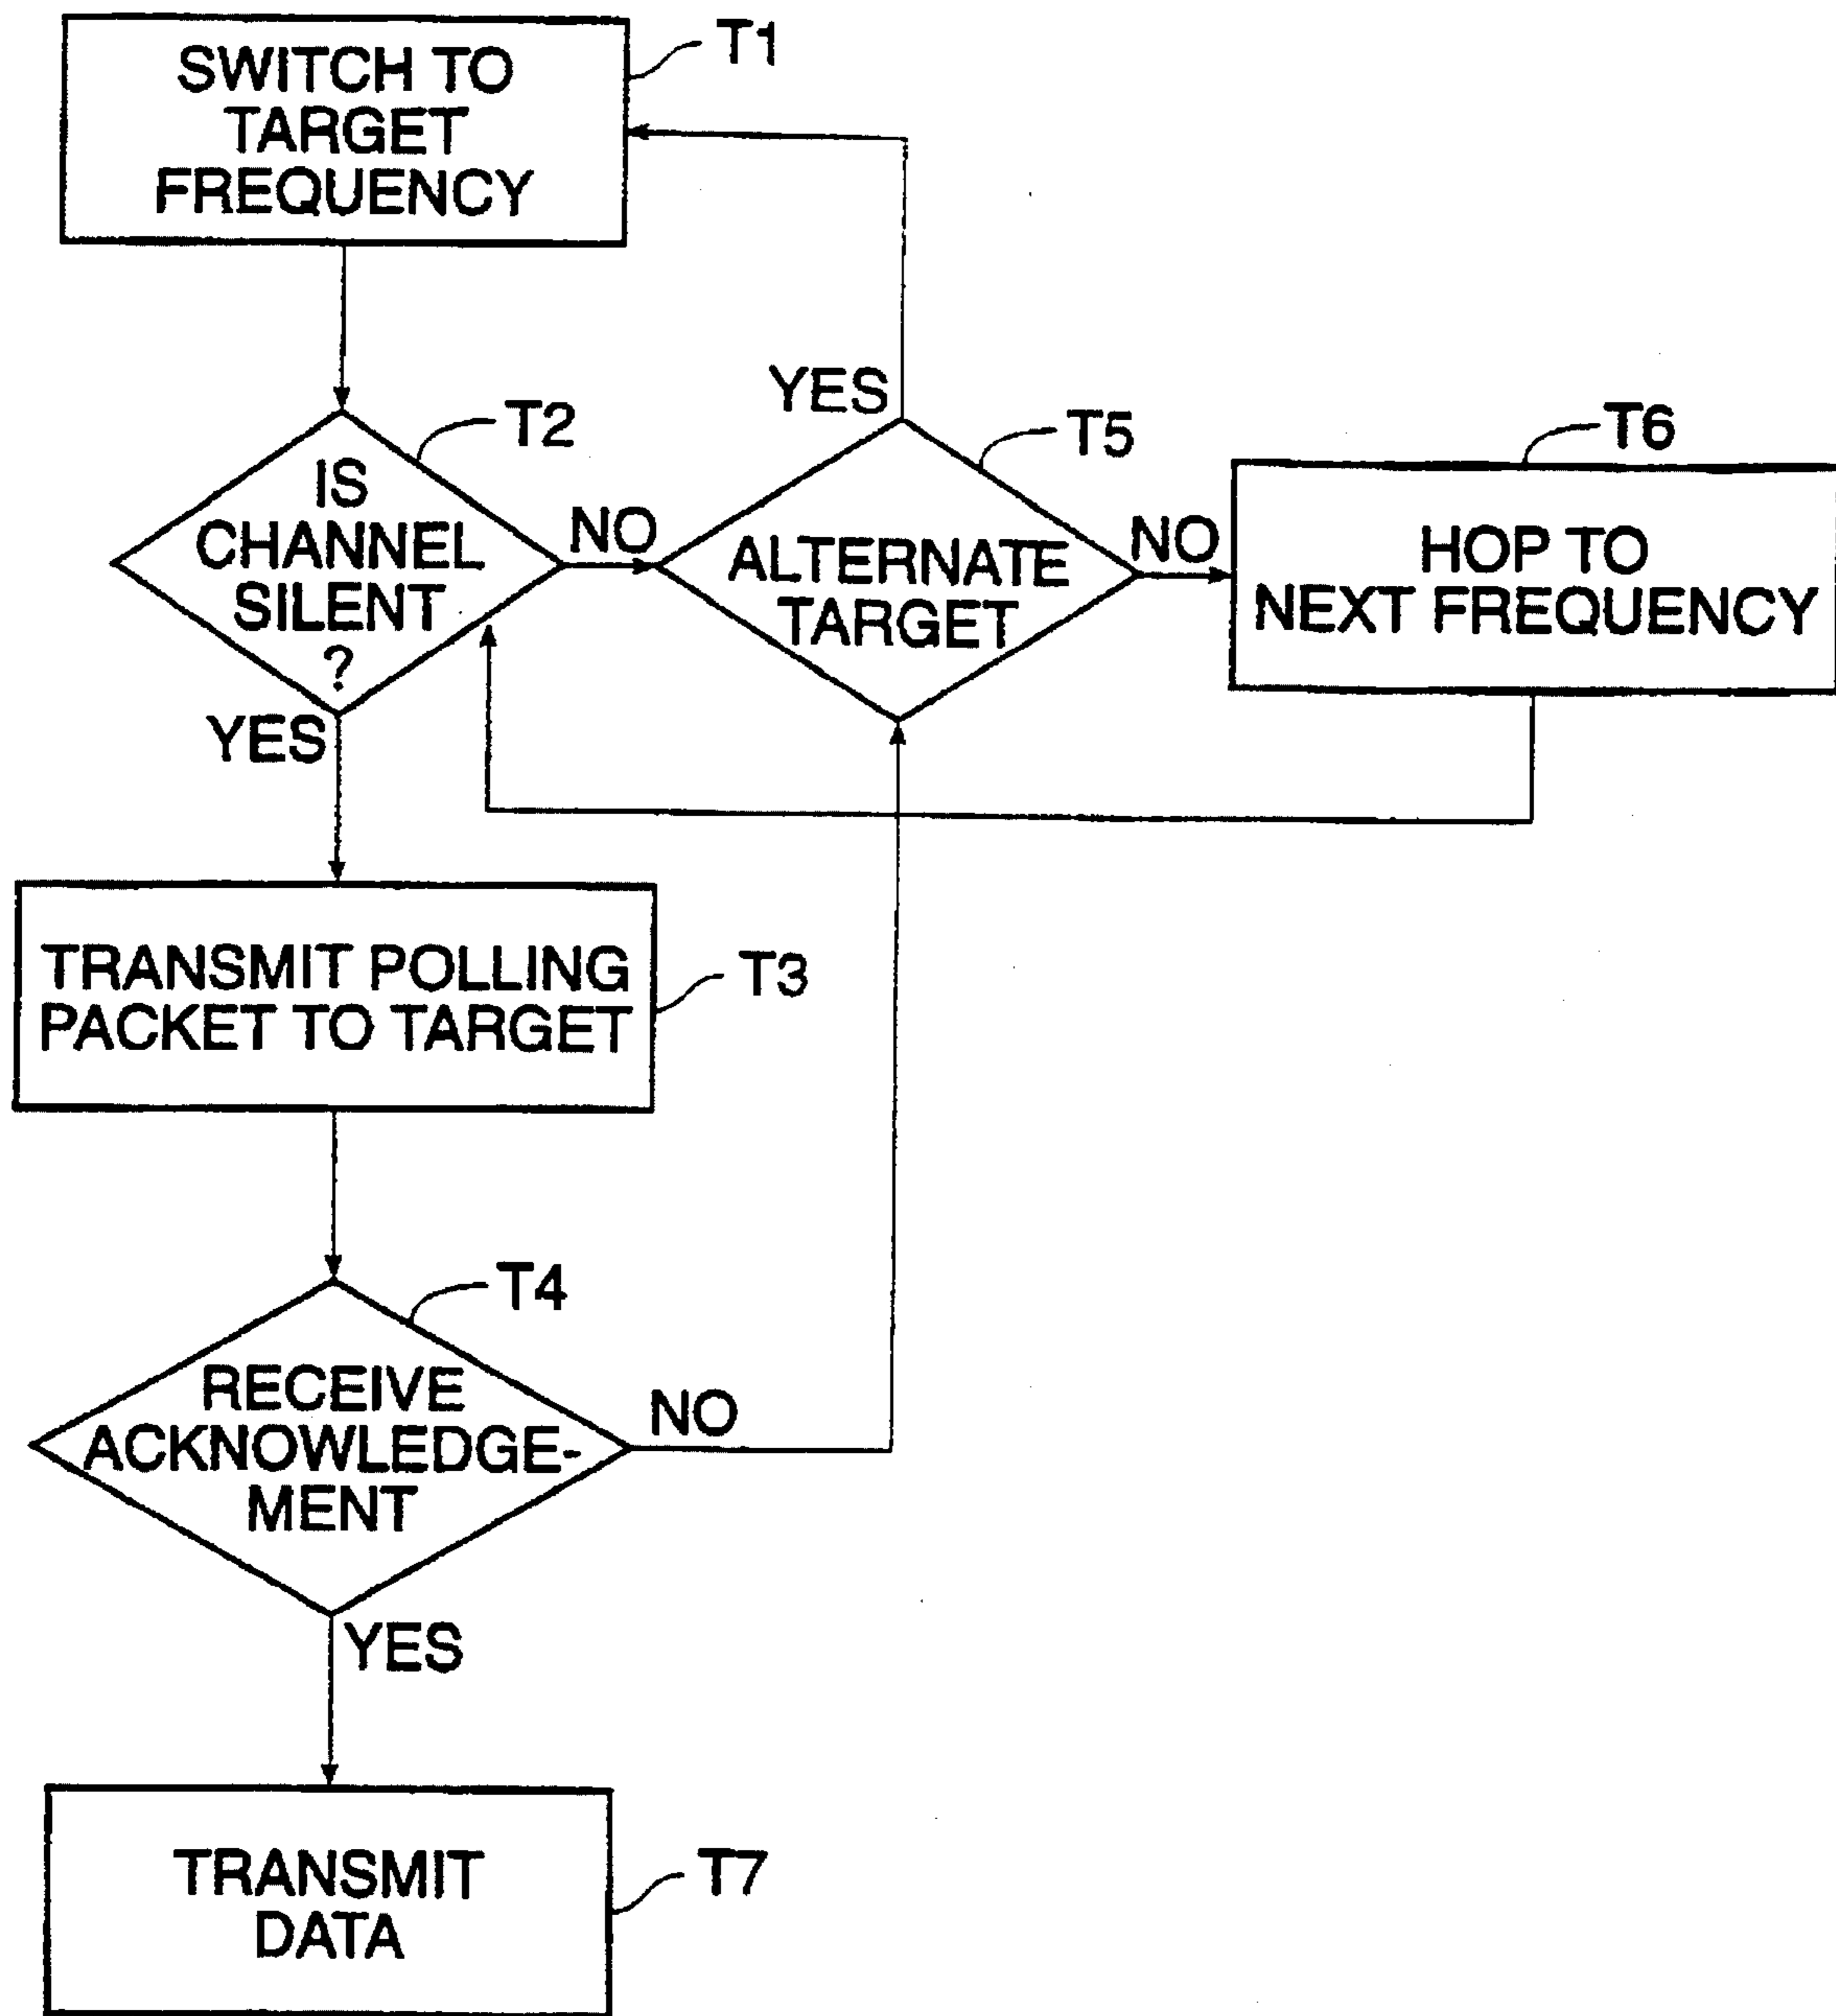 SWITCH TO
TARGET
FREQUENCY
T1
IS
CHANNEL
SILENT
?
T2
NO
YES
ALTERNATE
TARGET
T5
YES
NO
HOP TO
NEXT FREQUENCY
T6
TRANSMIT POLLING
PACKET TO TARGET
T3
RECEIVE
ACKNOWLEDGE-
MENT
T4
NO
YES
TRANSMIT
DATA
T7